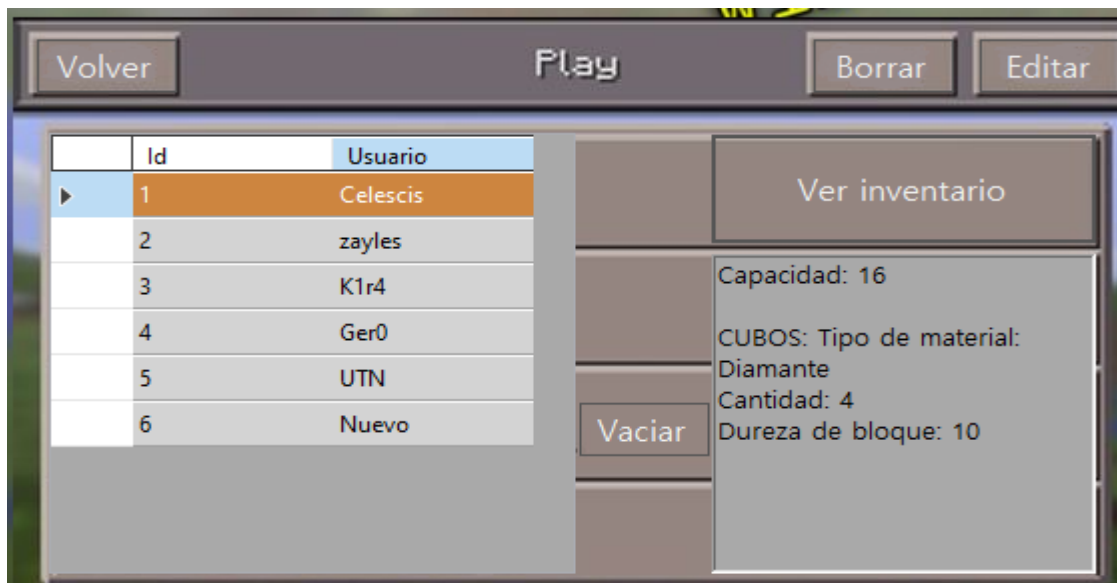 Volver Play Borrar Editar
Id Usuario
1 Celescis
2 zayles
3 K1r4
4 Ger0
5 UTN
6 Nuevo
Vaciar
Ver inventario
Capacidad: 16
CUBOS: Tipo de material:
Diamante
Cantidad: 4
Dureza de bloque: 10